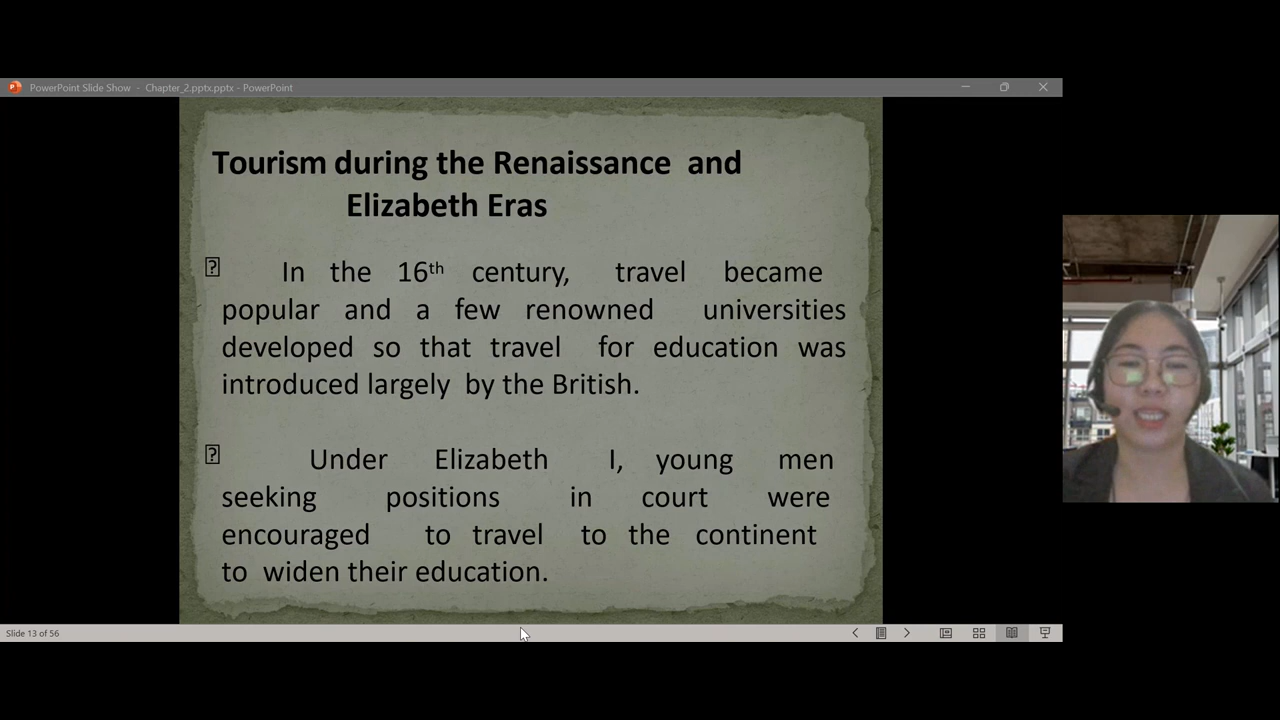 PowerPoint Slide Show - Chapter_2.pptx.pptx - PowerPoint
Tourism during the Renaissance and
Elizabeth Eras
In the 16th century, travel became
popular and a few renowned universities
developed so that travel for education was
introduced largely by the British.
Under Elizabeth I, young men
seeking positions in court were
encouraged to travel to the continent
to widen their education.
Slide 13 of 56